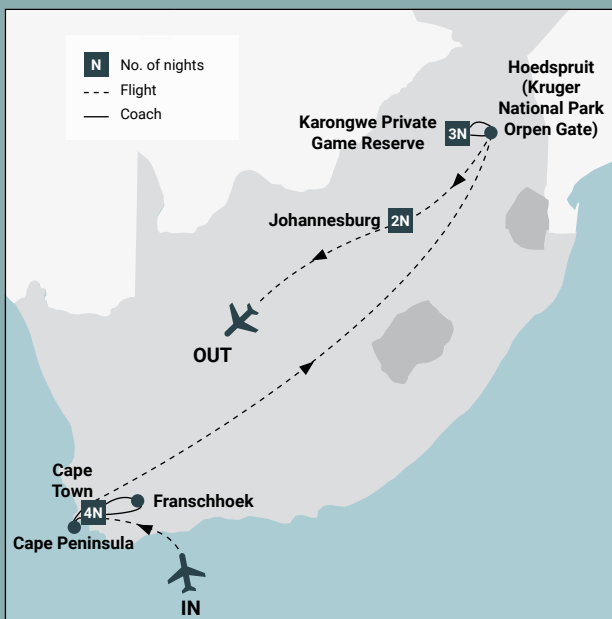 N No. of nights
Flight
Coach
Hoedspruit
(Kruger
National Park
Orpen Gate)
Karongwe Private
Game Reserve
3N
Johannesburg
2N
OUT
Cape
Town
4N
Franschhoek
Cape Peninsula
IN